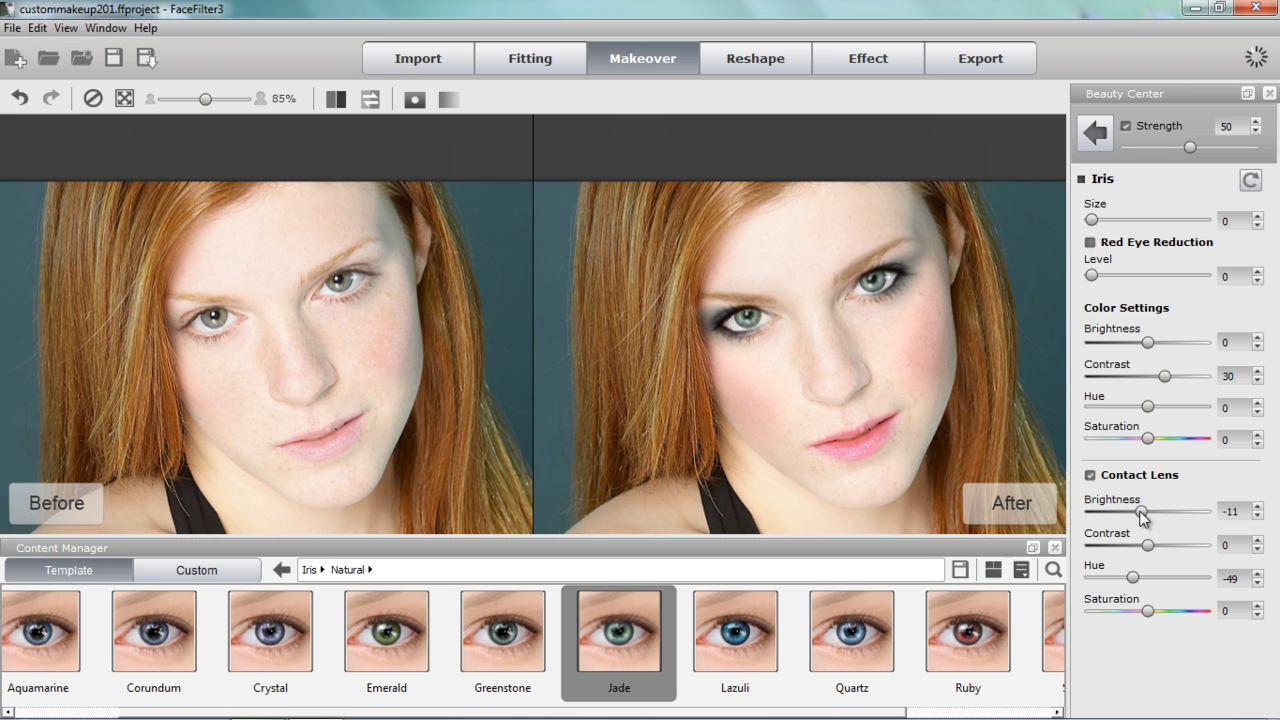 custommakeup201.ffproject - FaceFilter3
File Edit View Window Help
Import Fitting Makeover Reshape Effect Export
85%
Beauty Center
Strength 50
Iris
Size
0
Red Eye Reduction
Level
0
Color Settings
Brightness
0
Contrast
30
Hue
0
Saturation
0
Contact Lens
Brightness
-11
Contrast
0
Hue
-49
Saturation
0
Before
After
Content Manager
Template Custom Iris Natural
Aquamarine Corundum Crystal Emerald Greenstone Jade Lazuli Quartz Ruby